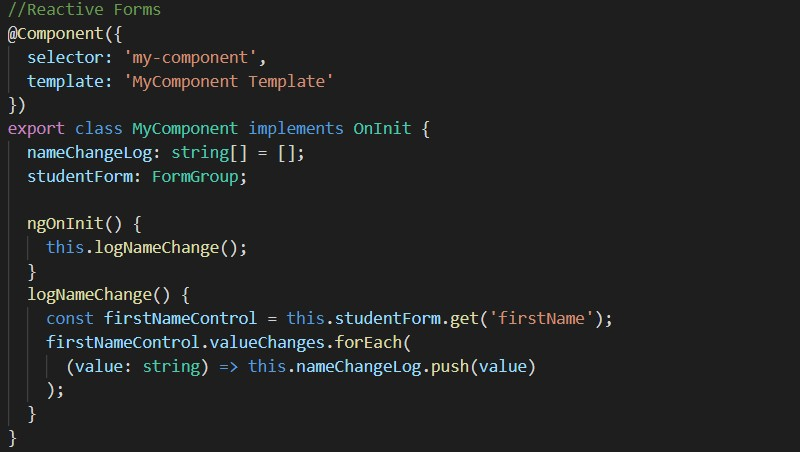 //Reactive Forms
@Component({
  selector: 'my-component',
  template: 'MyComponent Template'
})
export class MyComponent implements OnInit {
  nameChangeLog: string[] = [];
  studentForm: FormGroup;

  ngOnInit() {
    this.logNameChange();
  }
  logNameChange() {
    const firstNameControl = this.studentForm.get('firstName');
    firstNameControl.valueChanges.forEach(
      (value: string) => this.nameChangeLog.push(value)
    );
  }
}